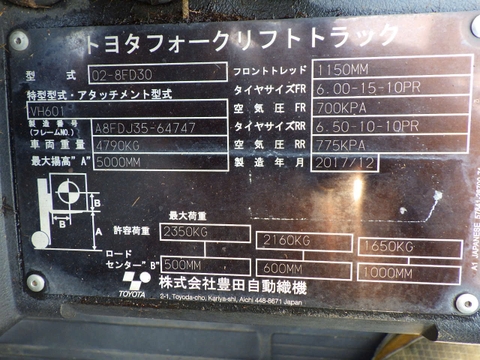 トヨタフォークリフトトラック
型式 02-8FD30 フロントトレッド 1150MM
特型型式・アタッチメント型式 タイヤサイズFR 6.00-15-10PR
VH601 空気圧FR 700KPA
製造番号 (フレームNO.) A8FDJ35-64747 タイヤサイズRR 6.50-10-10PR
車両重量 4790KG 空気圧RR 775KPA
最大揚高"A" 5000MM 製造年月 2017/12
B
B
A
最大荷重
許容荷重 2350KG 2160KG 1650KG
ロードセンター"B" 500MM 600MM 1000MM
TOYOTA 株式会社豊田自動織機
2-1, Toyoda-cho, Kariya-shi, Aichi 448-8671 Japan